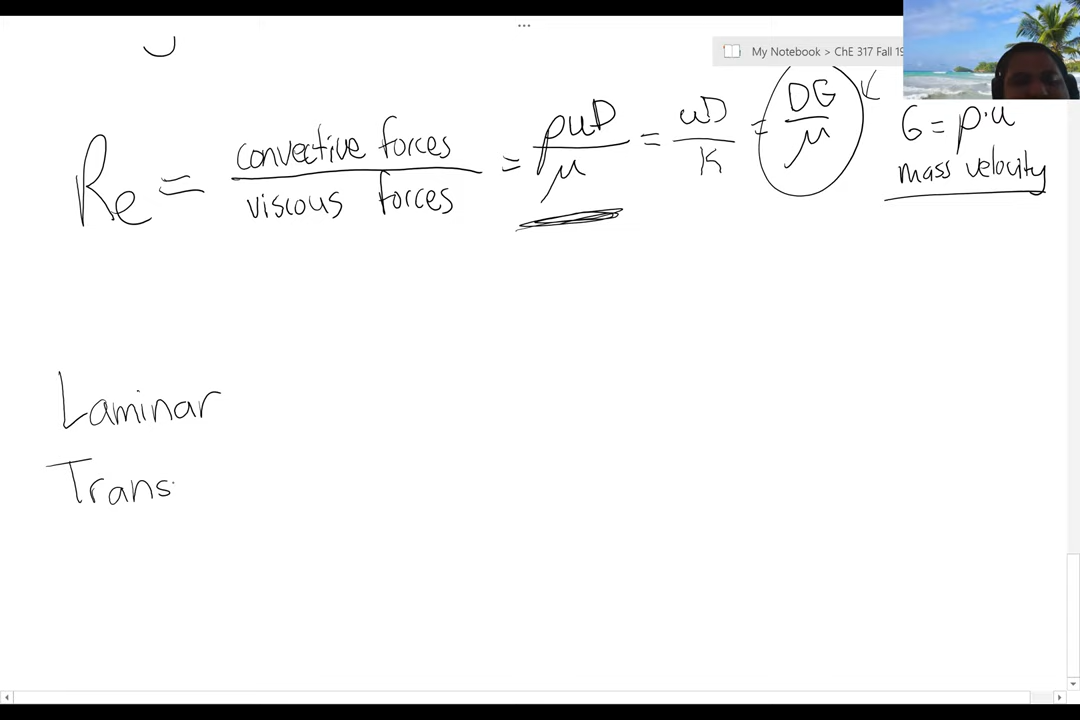 My Notebook > ChE 317 Fall 19
Re = convective forces / viscous forces = ρuD / μ = uD / K = DG / μ
G = ρ·u
mass velocity
Laminar
Trans